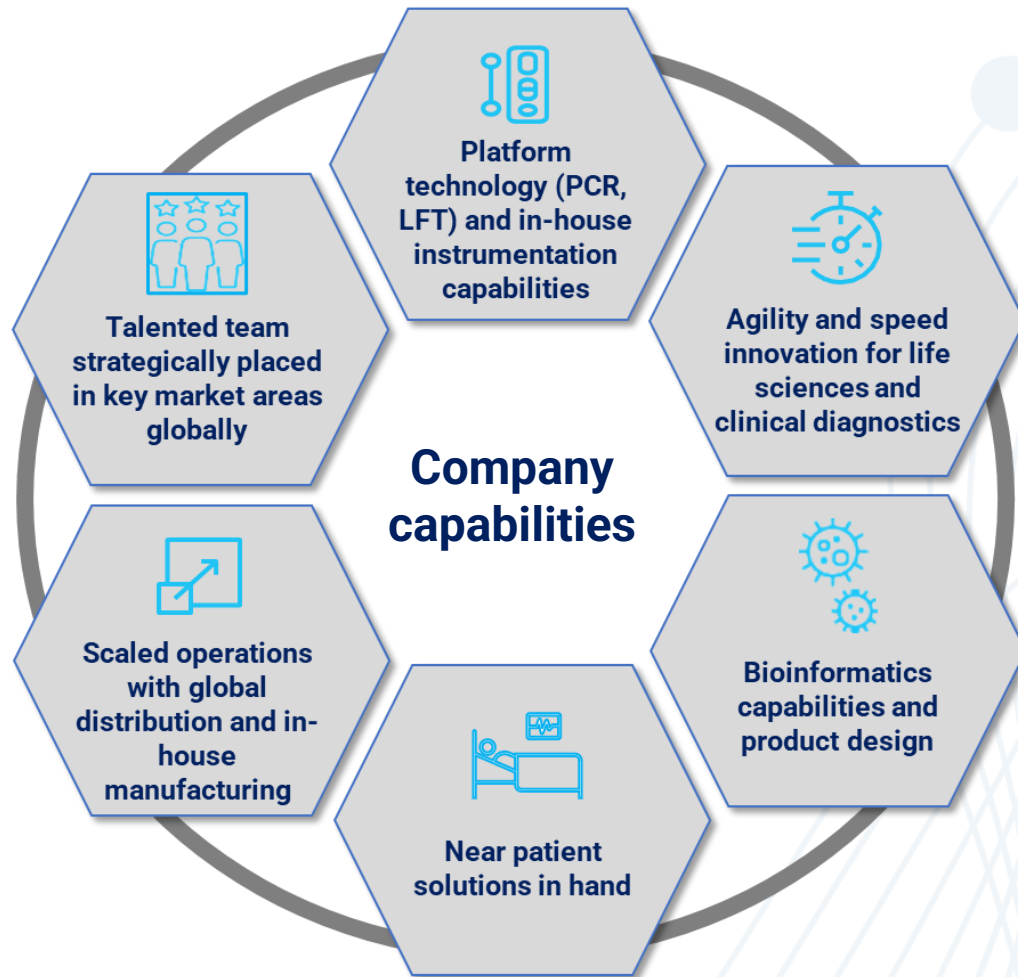 Platform
technology (PCR,
LFT) and in-house
instrumentation
capabilities
Agility and speed
innovation for life
sciences and
clinical diagnostics
Bioinformatics
capabilities and
product design
Near patient
solutions in hand
Scaled operations
with global
distribution and in-
house
manufacturing
Talented team
strategically placed
in key market areas
globally
Company
capabilities